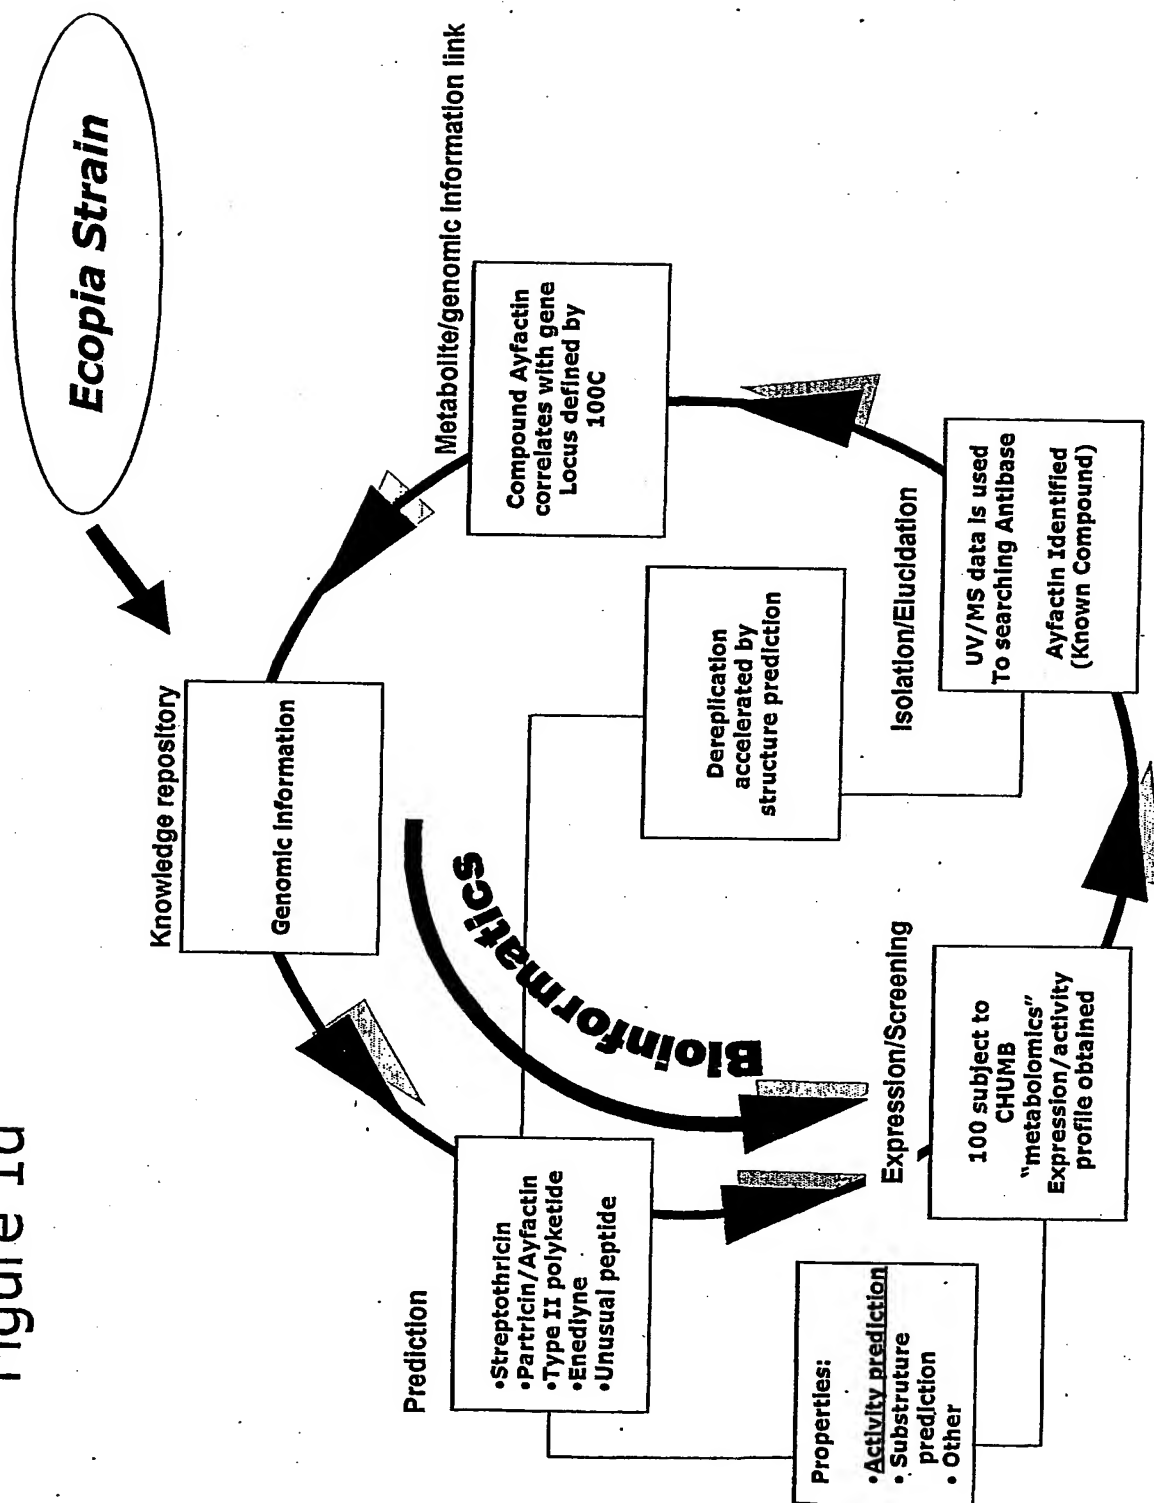 Figure 1d
Ecopia Strain
Knowledge repository
Genomic Information
Metabolite/genomic information link
Compound Ayfactin
correlates with gene
Locus defined by
100C
Prediction
•Streptothricin
•Partricin/Ayfactin
•Type II polyketide
•Enediyne
•Unusual peptide
Bioinformatics
Dereplication
accelerated by
structure prediction
Isolation/Elucidation
UV/MS data is used
To searching Antibase
Ayfactin Identified
(Known Compound)
Expression/Screening
100 subject to
CHUMB
"metabolomics"
Expression/activity
profile obtained
Properties:
•Activity prediction
• Substruture
prediction
• Other